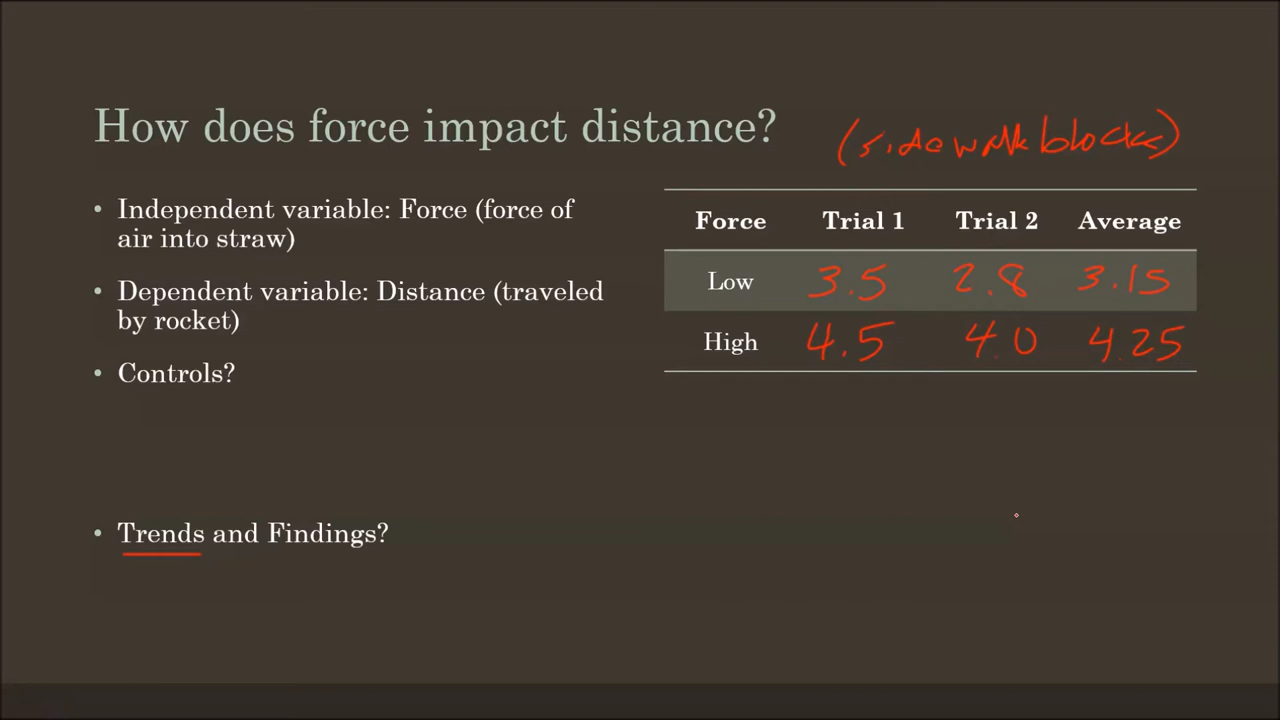 How does force impact distance?
(sidewalk blocks)
• Independent variable: Force (force of
air into straw)
• Dependent variable: Distance (traveled
by rocket)
• Controls?
• Trends and Findings?
Force Trial 1 Trial 2 Average
Low 3.5 2.8 3.15
High 4.5 4.0 4.25